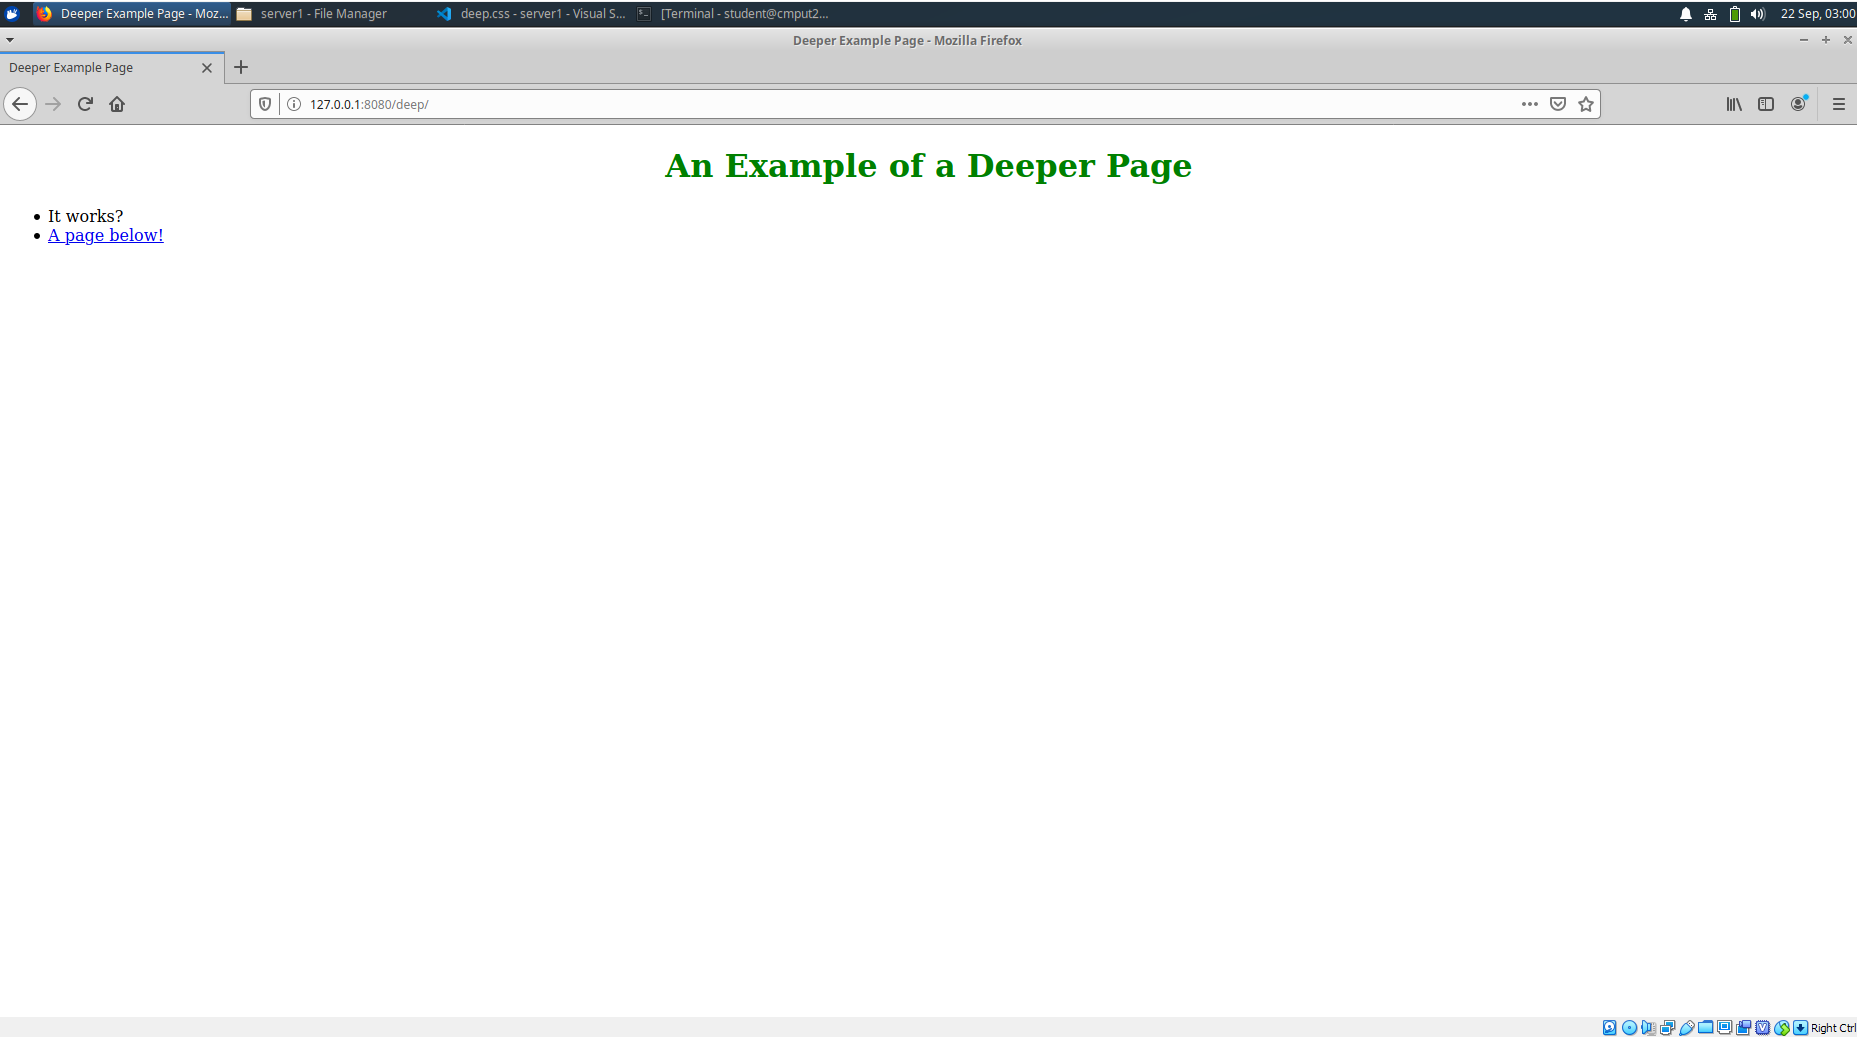 Deeper Example Page - Moz...
server1 - File Manager
deep.css - server1 - Visual S...
[Terminal - student@cmput2...
22 Sep, 03:00
Deeper Example Page - Mozilla Firefox
Deeper Example Page
127.0.0.1:8080/deep/
An Example of a Deeper Page
It works?
A page below!
Right Ctrl